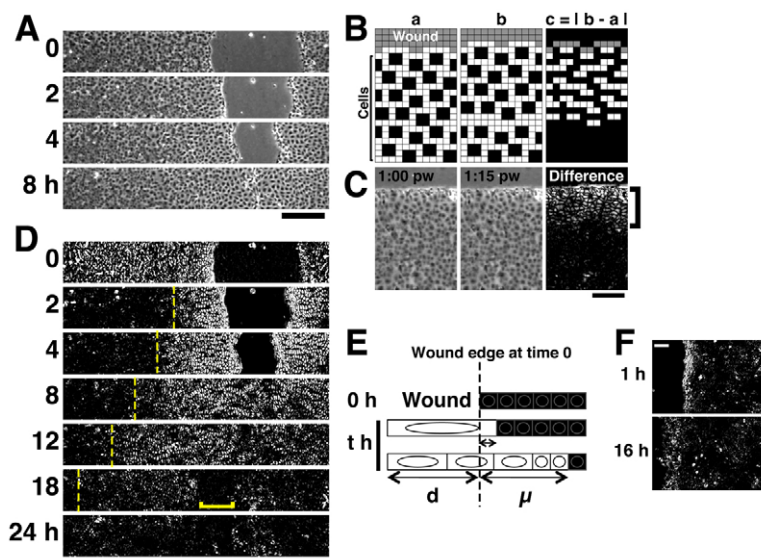 A
0
2
4
8 h
B
a b c = | b - a |
Wound
Cells
C
1:00 pw 1:15 pw Difference
D
0
2
4
8
12
18
24 h
E
Wound edge at time 0
0 h Wound
t h
d μ
F
1 h
16 h